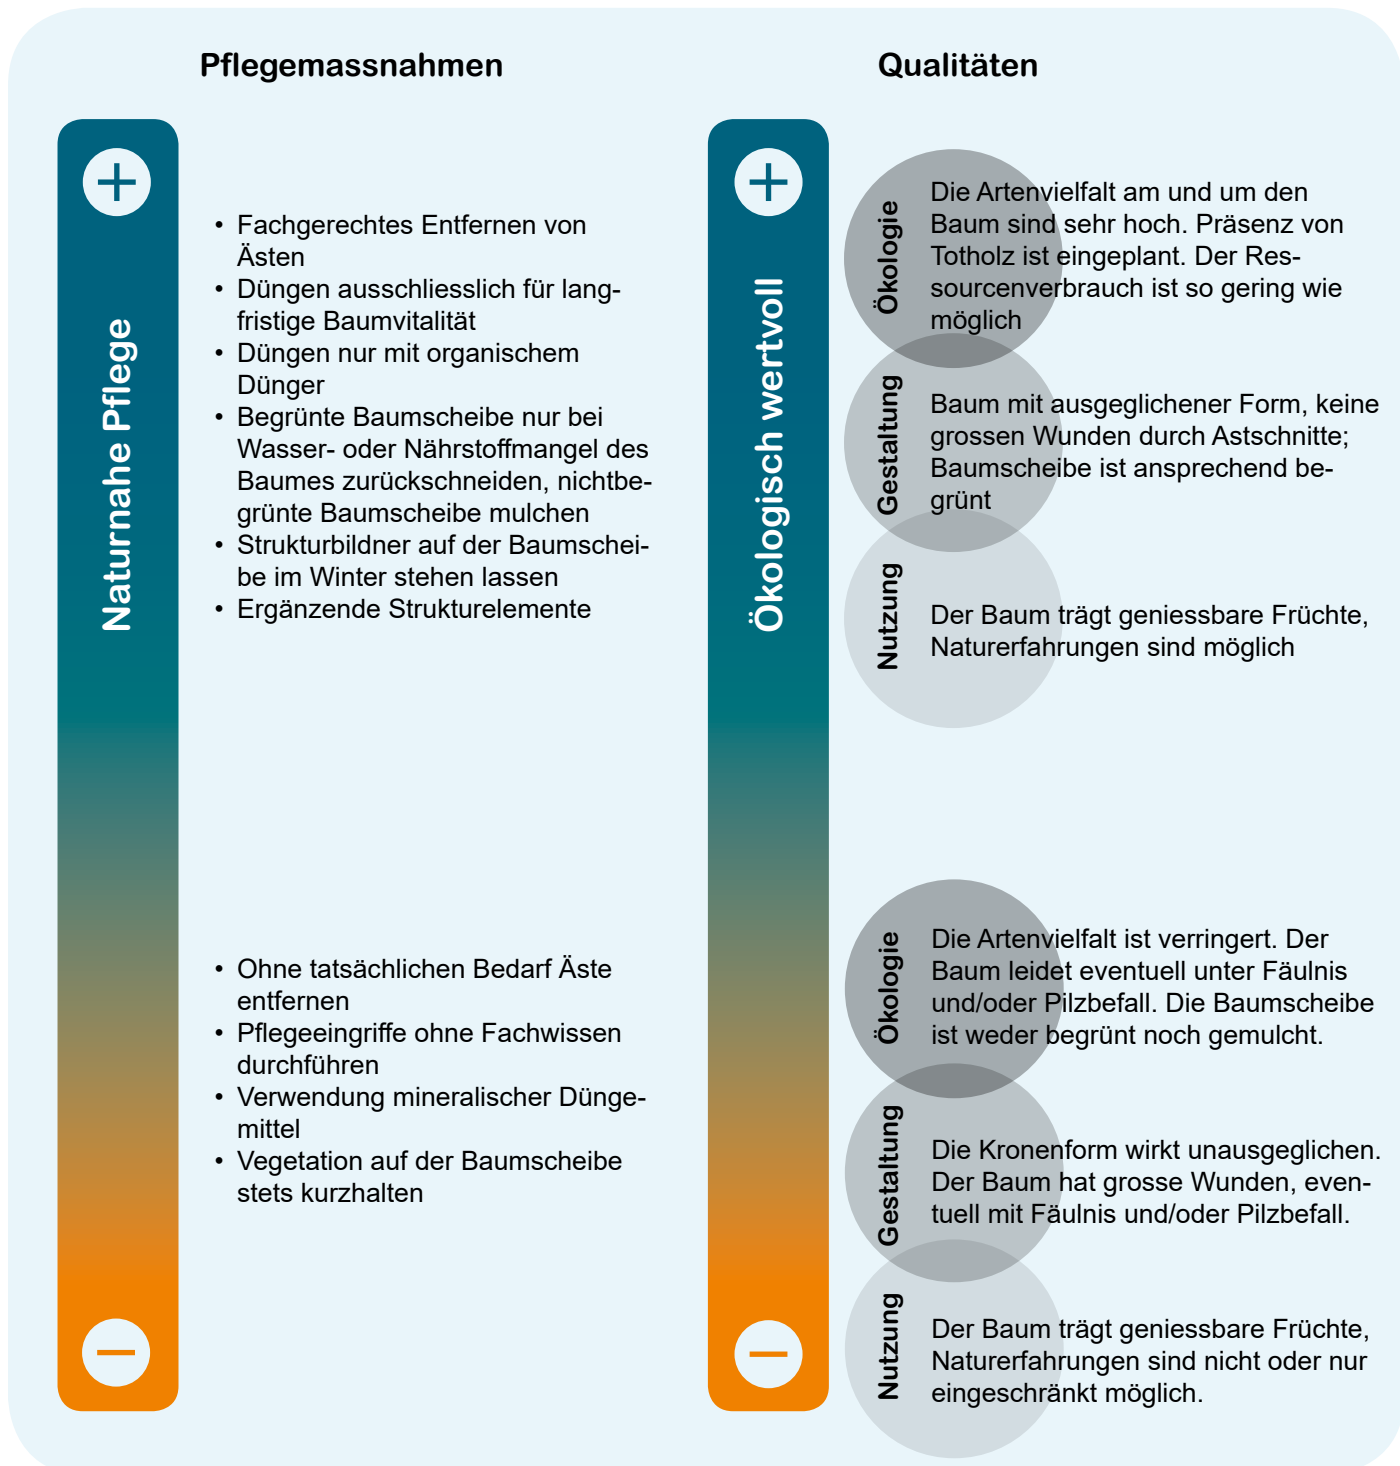 Pflegemassnahmen
Naturnahe Pflege
• Fachgerechtes Entfernen von
Ästen
• Düngen ausschliesslich für lang-
fristige Baumvitalität
• Düngen nur mit organischem
Dünger
• Begrünte Baumscheibe nur bei
Wasser- oder Nährstoffmangel des
Baumes zurückschneiden, nichtbe-
grünte Baumscheibe mulchen
• Strukturbildner auf der Baumschei-
be im Winter stehen lassen
• Ergänzende Strukturelemente
• Ohne tatsächlichen Bedarf Äste
entfernen
• Pflegeeingriffe ohne Fachwissen
durchführen
• Verwendung mineralischer Dünge-
mittel
• Vegetation auf der Baumscheibe
stets kurzhalten
Qualitäten
Ökologisch wertvoll
Ökologie
Die Artenvielfalt am und um den
Baum sind sehr hoch. Präsenz von
Totholz ist eingeplant. Der Res-
sourcenverbrauch ist so gering wie
möglich
Gestaltung
Baum mit ausgeglichener Form, keine
grossen Wunden durch Astschnitte;
Baumscheibe ist ansprechend be-
grünt
Nutzung
Der Baum trägt geniessbare Früchte,
Naturerfahrungen sind möglich
Ökologie
Die Artenvielfalt ist verringert. Der
Baum leidet eventuell unter Fäulnis
und/oder Pilzbefall. Die Baumscheibe
ist weder begrünt noch gemulcht.
Gestaltung
Die Kronenform wirkt unausgeglichen.
Der Baum hat grosse Wunden, even-
tuell mit Fäulnis und/oder Pilzbefall.
Nutzung
Der Baum trägt geniessbare Früchte,
Naturerfahrungen sind nicht oder nur
eingeschränkt möglich.